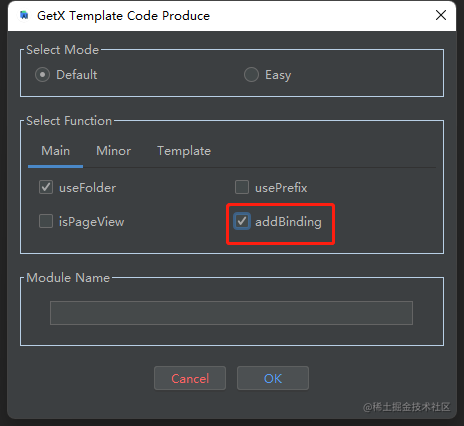 GetX Template Code Produce
Select Mode
Default Easy
Select Function
Main Minor Template
useFolder usePrefix
isPageView addBinding
Module Name
Cancel OK
@稀土掘金技术社区